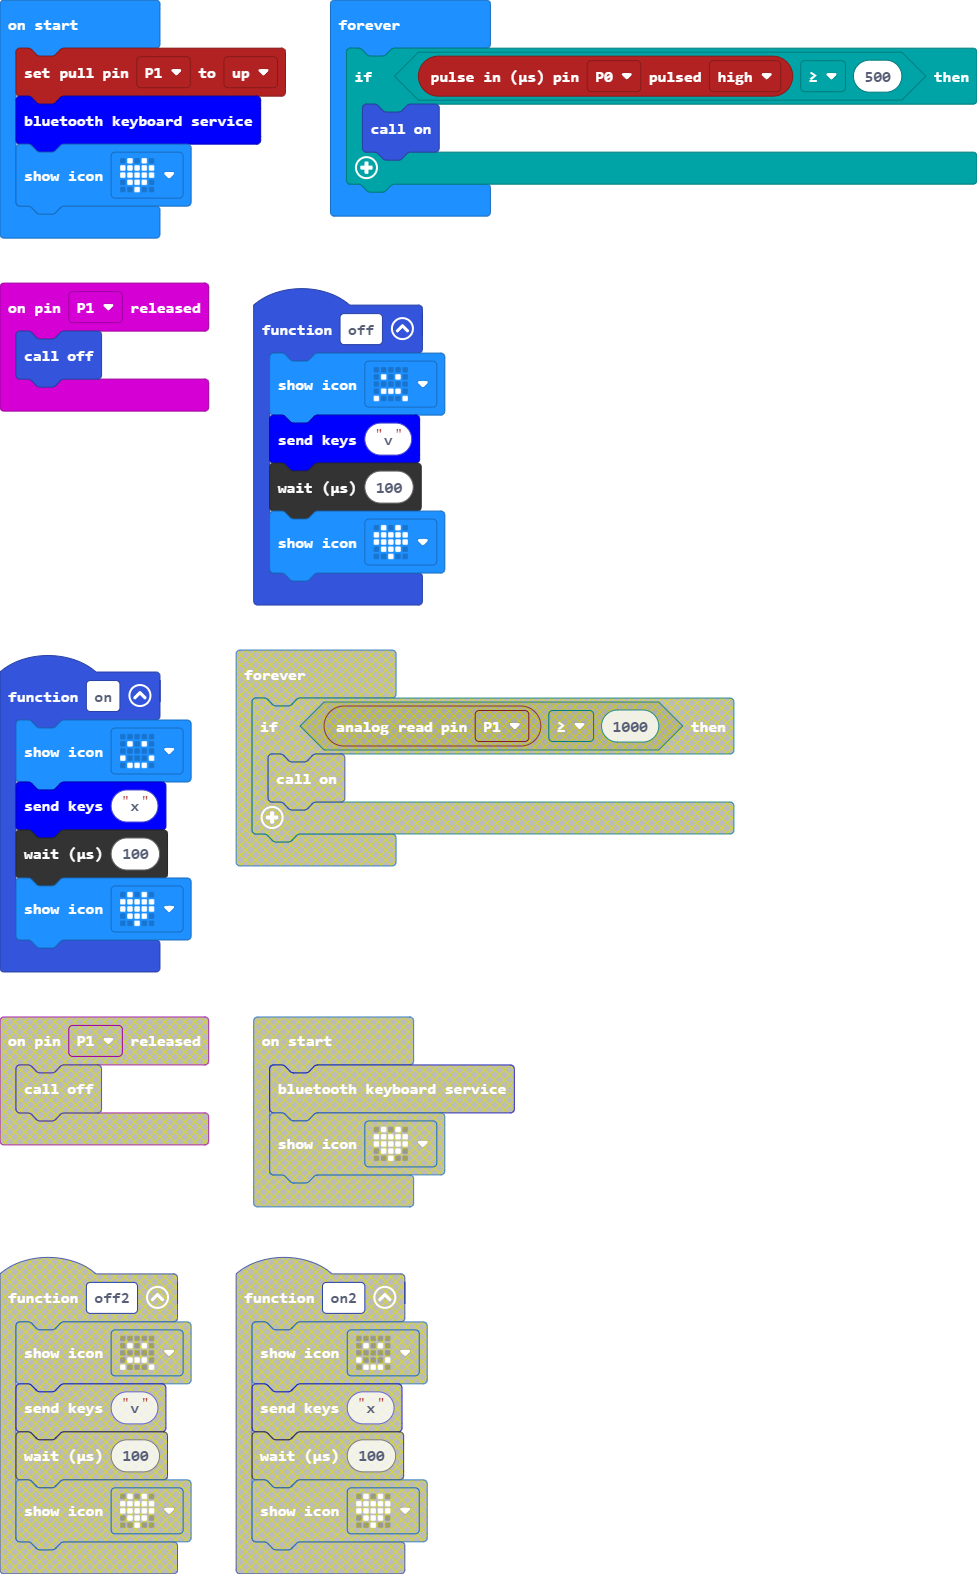 on start
set pull pin P1 to up
bluetooth keyboard service
show icon
forever
if pulse in (µs) pin P0 pulsed high ≥ 500 then
call on
on pin P1 released
call off
function off
show icon
send keys "v"
wait (µs) 100
show icon
function on
show icon
send keys "x"
wait (µs) 100
show icon
forever
if analog read pin P1 ≥ 1000 then
call on
on pin P1 released
call off
on start
bluetooth keyboard service
show icon
function off2
show icon
send keys "v"
wait (µs) 100
show icon
function on2
show icon
send keys "x"
wait (µs) 100
show icon